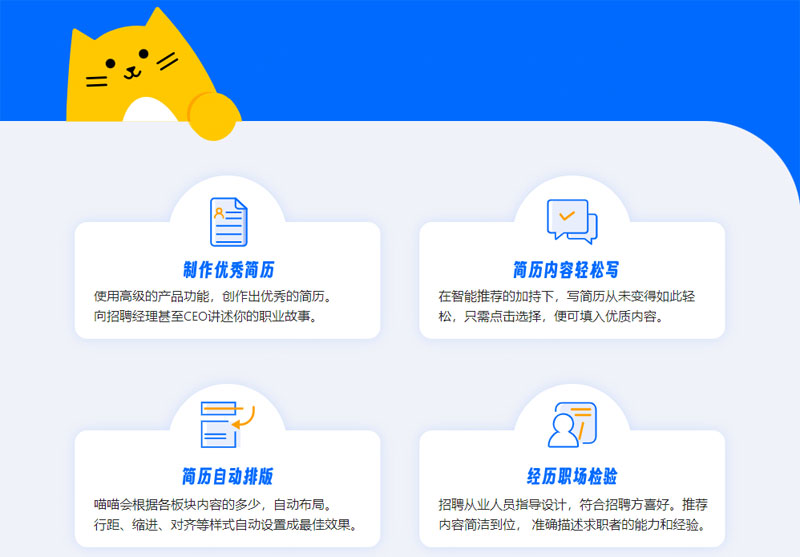 制作优秀简历
使用高级的产品功能，创作出优秀的简历。
向招聘经理甚至CEO讲述你的职业故事。
简历内容轻松写
在智能推荐的加持下，写简历从未变得如此轻
松，只需点击选择，便可填入优质内容。
简历自动排版
喵喵会根据各板块内容的多少，自动布局。
行距、缩进、对齐等样式自动设置成最佳效果。
经历职场检验
招聘从业人员指导设计，符合招聘方喜好。推荐
内容简洁到位， 准确描述求职者的能力和经验。